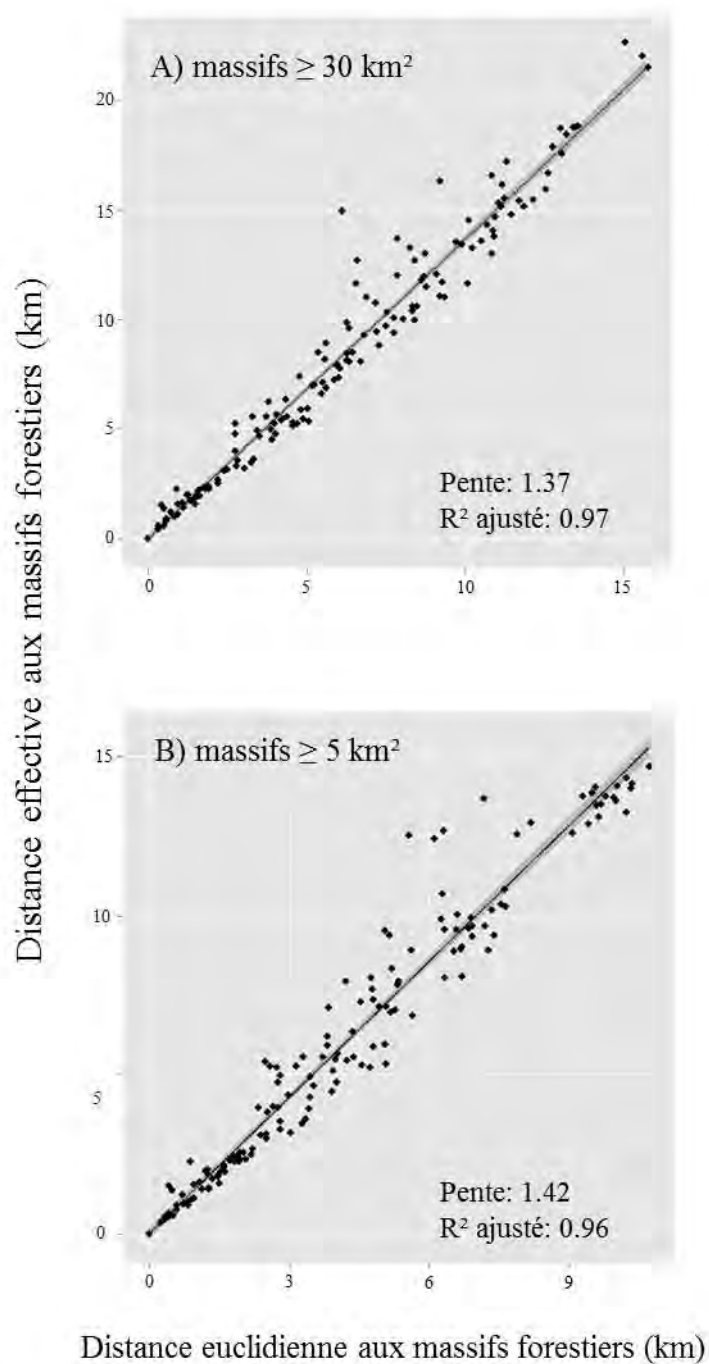 A) massifs ≥ 30 km²
20
15
10
5
0
Pente: 1.37
R² ajusté: 0.97
0
5
10
15
Distance effective aux massifs forestiers (km)
B) massifs ≥ 5 km²
15
10
5
0
Pente: 1.42
R² ajusté: 0.96
0
3
6
9
Distance euclidienne aux massifs forestiers (km)